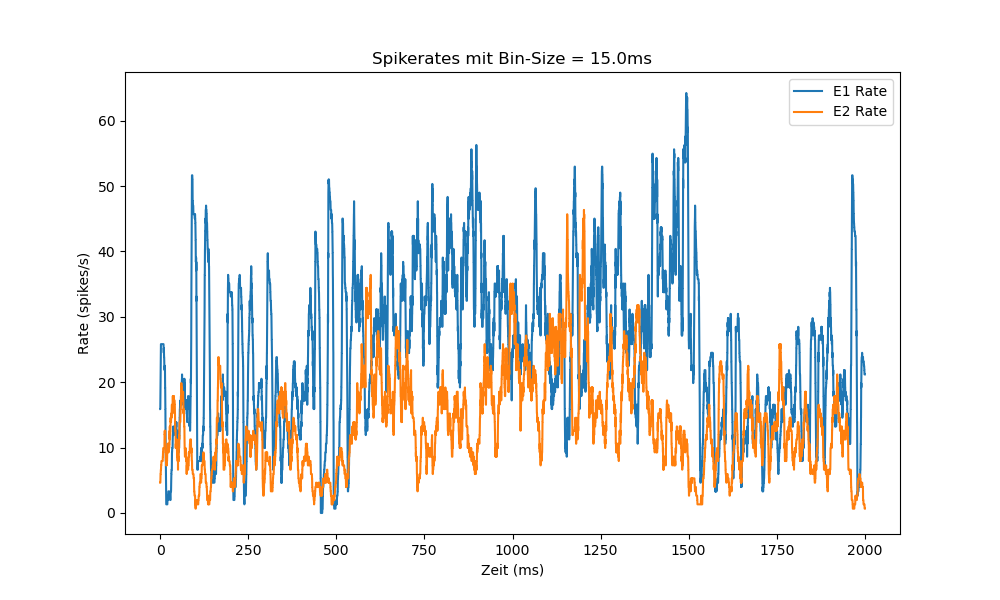 Spikerates mit Bin-Size = 15.0ms
E1 Rate
E2 Rate
60
50
40
30
20
10
0
Rate (spikes/s)
0 250 500 750 1000 1250 1500 1750 2000
Zeit (ms)